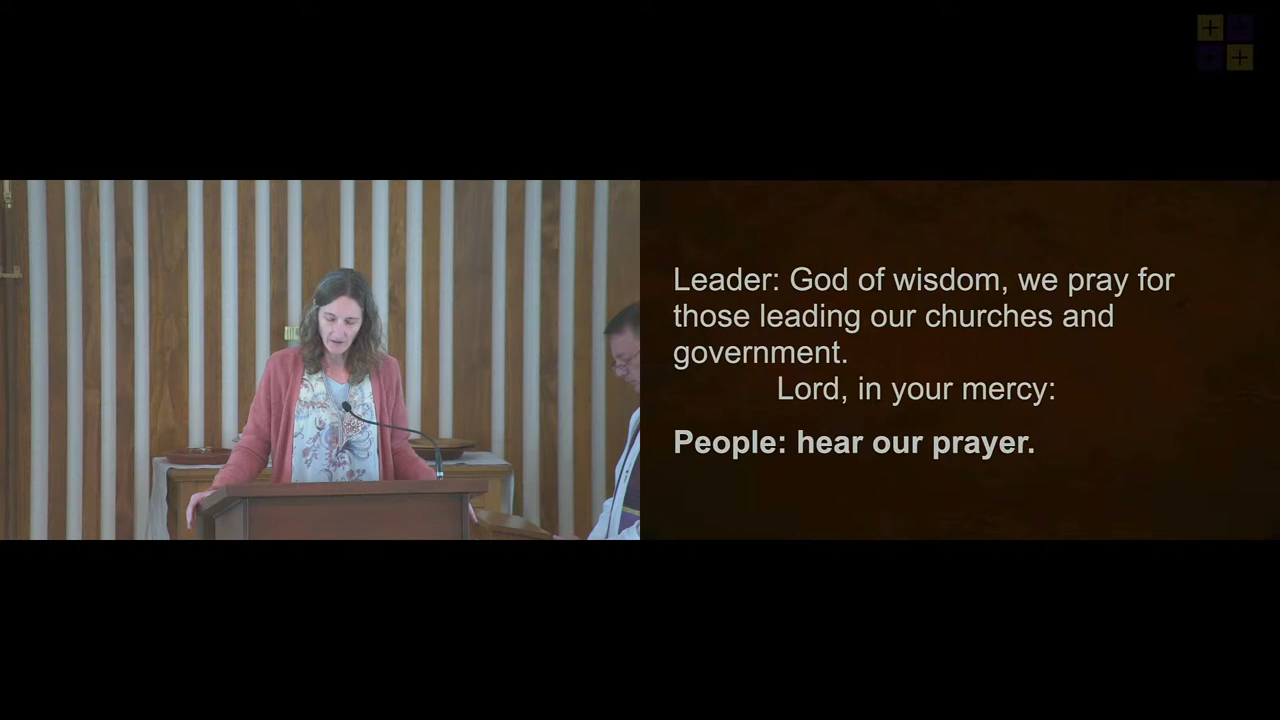 Leader: God of wisdom, we pray for
those leading our churches and
government.
Lord, in your mercy:
People: hear our prayer.